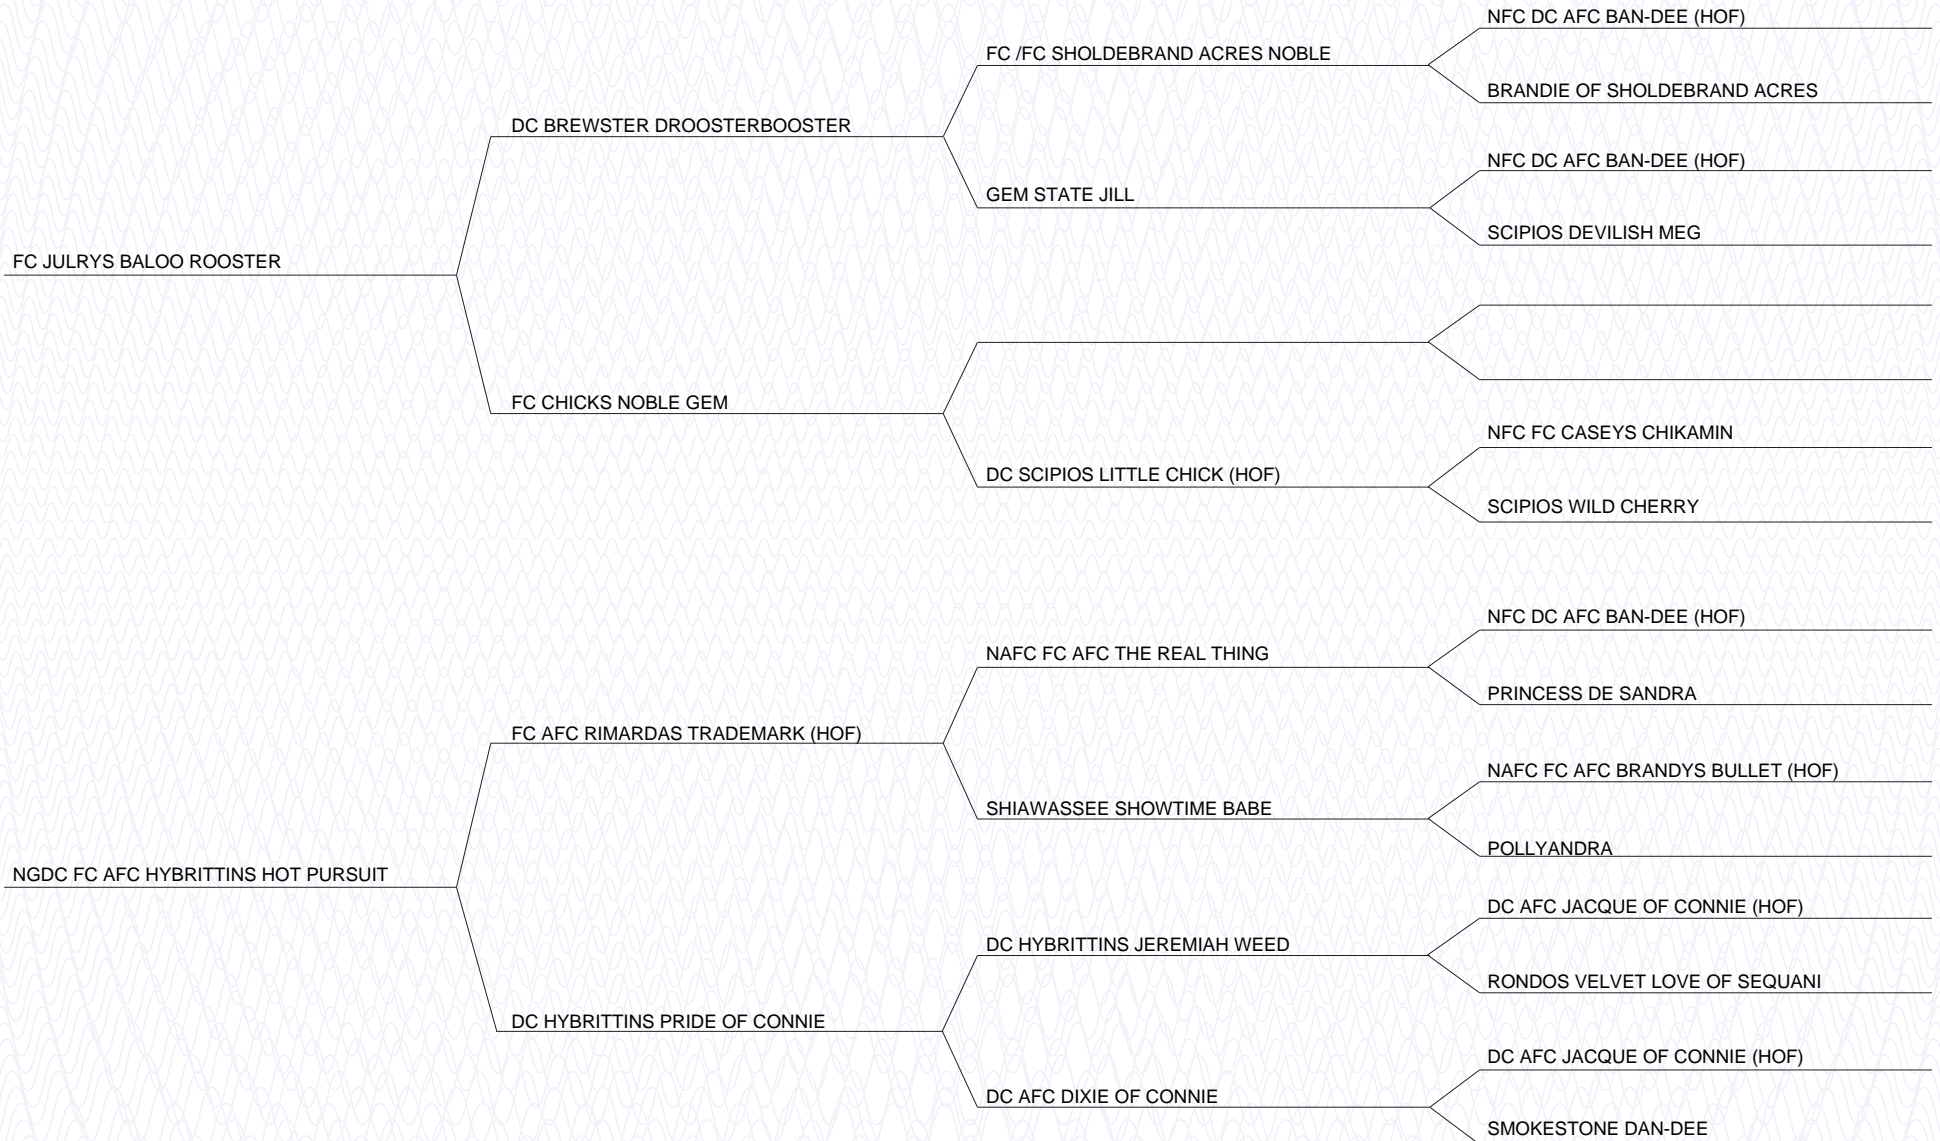 NFC DC AFC BAN-DEE (HOF)
FC /FC SHOLDEBRAND ACRES NOBLE
BRANDIE OF SHOLDEBRAND ACRES
DC BREWSTER DROOSTERBOOSTER
NFC DC AFC BAN-DEE (HOF)
GEM STATE JILL
SCIPIOS DEVILISH MEG
FC JULRYS BALOO ROOSTER
FC CHICKS NOBLE GEM
NFC FC CASEYS CHIKAMIN
DC SCIPIOS LITTLE CHICK (HOF)
SCIPIOS WILD CHERRY
NFC DC AFC BAN-DEE (HOF)
NAFC FC AFC THE REAL THING
PRINCESS DE SANDRA
FC AFC RIMARDAS TRADEMARK (HOF)
NAFC FC AFC BRANDYS BULLET (HOF)
SHIAWASSEE SHOWTIME BABE
POLLYANDRA
NGDC FC AFC HYBRITTINS HOT PURSUIT
DC AFC JACQUE OF CONNIE (HOF)
DC HYBRITTINS JEREMIAH WEED
RONDOS VELVET LOVE OF SEQUANI
DC HYBRITTINS PRIDE OF CONNIE
DC AFC JACQUE OF CONNIE (HOF)
DC AFC DIXIE OF CONNIE
SMOKESTONE DAN-DEE